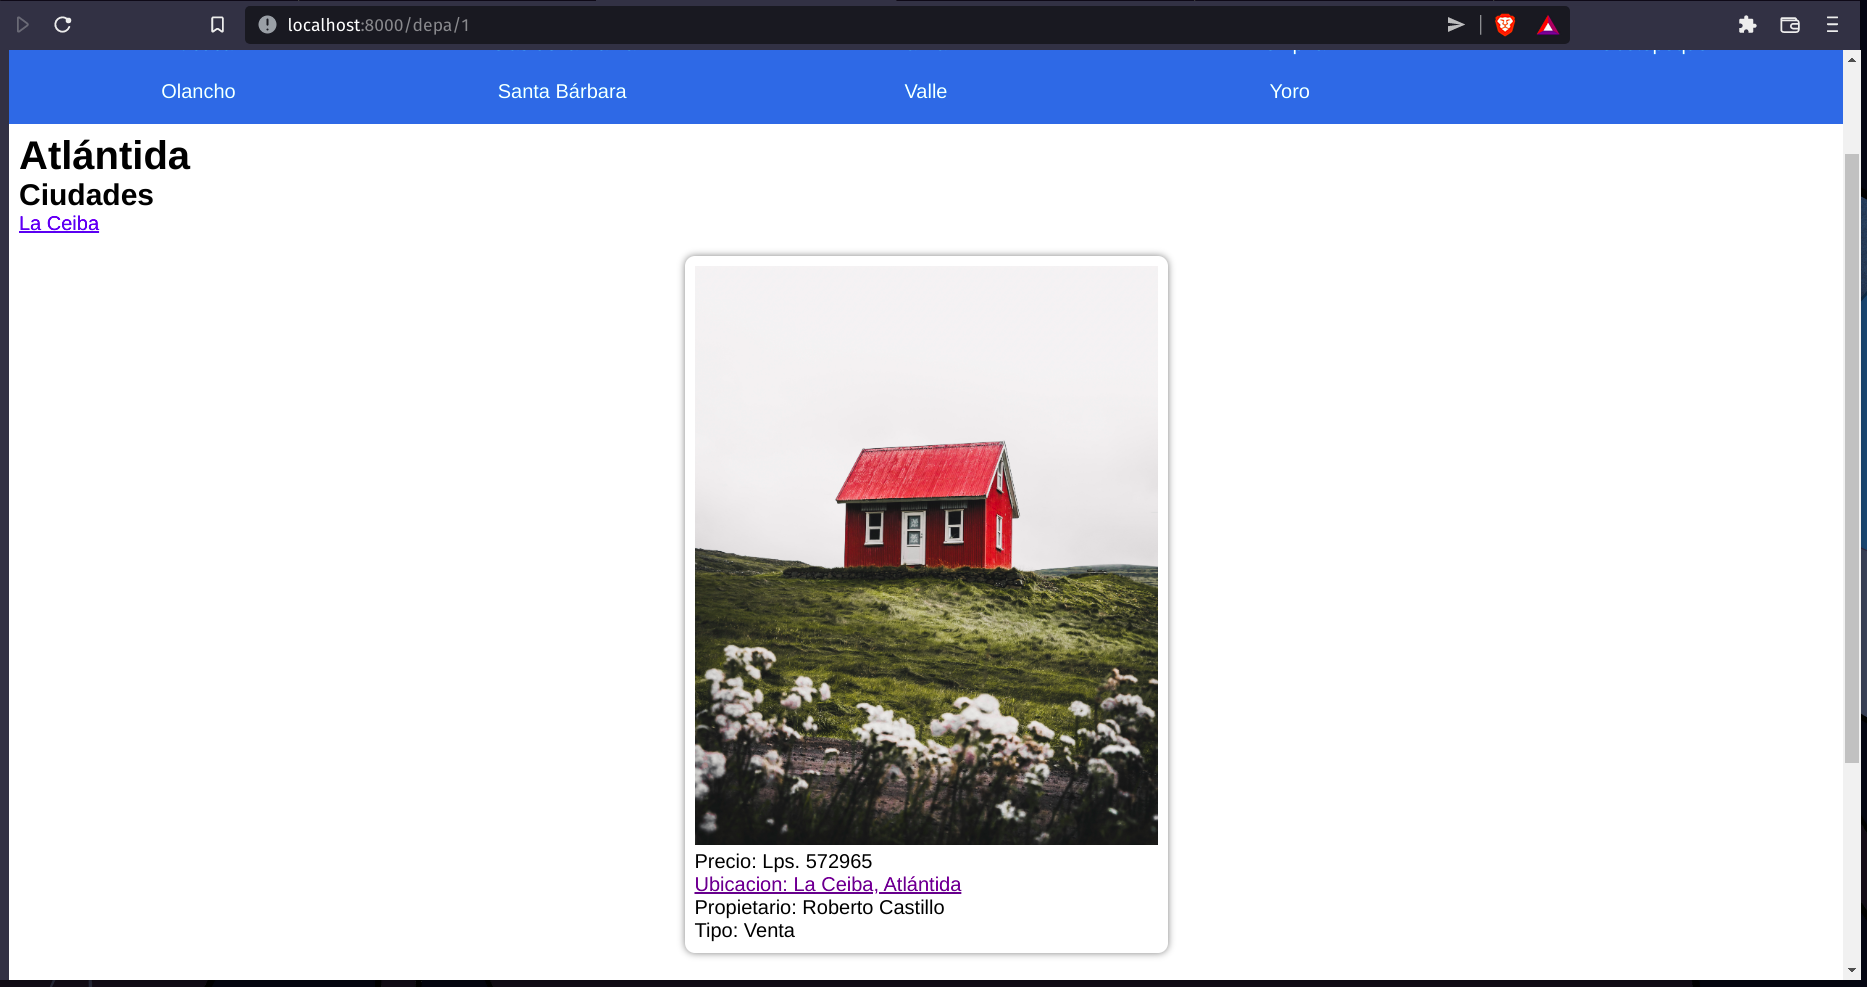 localhost:8000/depa/1
Olancho Santa Bárbara Valle Yoro
Atlántida
Ciudades
La Ceiba
Precio: Lps. 572965
Ubicacion: La Ceiba, Atlántida
Propietario: Roberto Castillo
Tipo: Venta